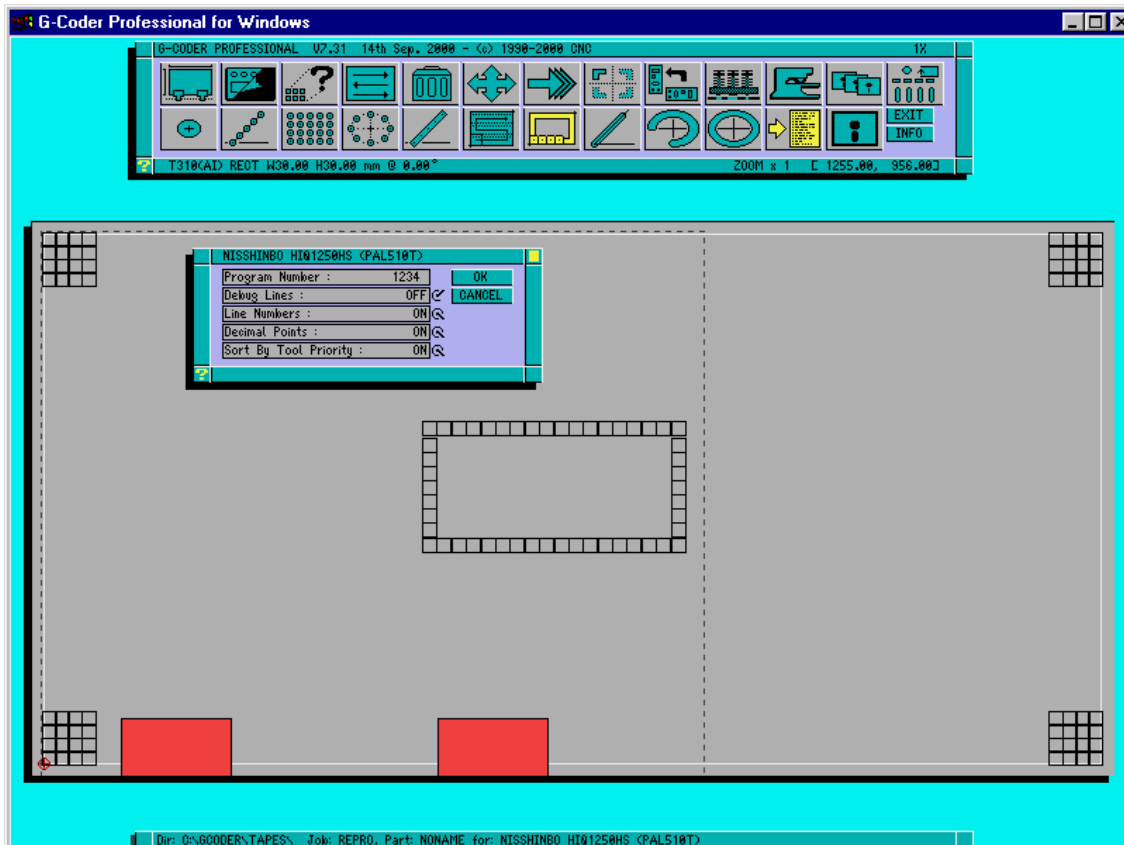 G-Coder Professional for Windows
G-CODER PROFESSIONAL V7.31 14th Sep. 2000 - (c) 1990-2000 CNC 1%
EXIT
INFO
? T310(AI) RECT W30.00 H30.00 mm @ 0.00° ZOOM x 1 [ 1255.00, 956.00]
NISSHINBO HIQ1250HS (PAL510T)
Program Number : 1234 OK
Debug Lines : OFF CANCEL
Line Numbers : ON
Decimal Points : ON
Sort By Tool Priority : ON
?
Dir: C:\GCODER\TAPES\ Job: REPRO, Part: NONAME for: NISSHINBO HIQ1250HS (PAL510T)